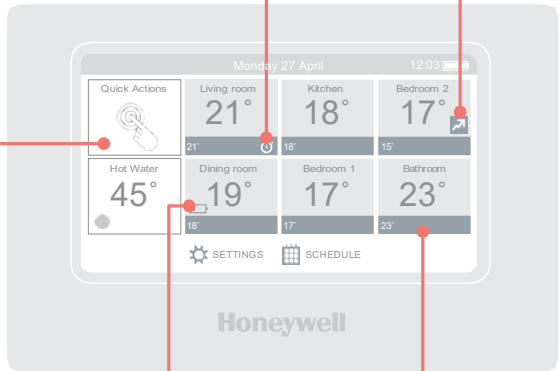 Monday 27 April 12:03
Quick Actions
Living room
21°
21°
Kitchen
18°
18°
Bedroom 2
17°
15°
Hot Water
45°
Dining room
19°
18°
Bedroom 1
17°
17°
Bathroom
23°
23°
SETTINGS
SCHEDULE
Honeywell